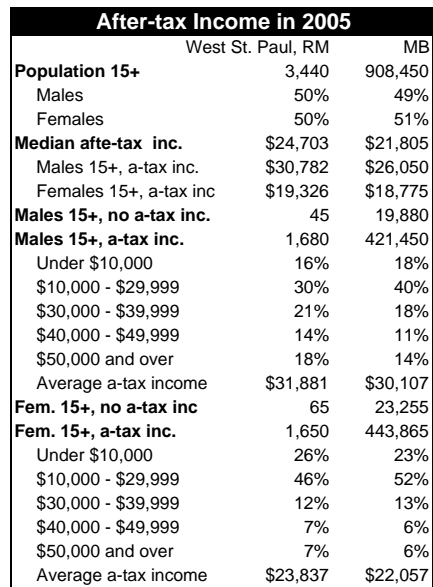 After-tax Income in 2005
West St. Paul, RM MB
Population 15+ 3,440 908,450
Males 50% 49%
Females 50% 51%
Median afte-tax inc. $24,703 $21,805
Males 15+, a-tax inc. $30,782 $26,050
Females 15+, a-tax inc $19,326 $18,775
Males 15+, no a-tax inc. 45 19,880
Males 15+, a-tax inc. 1,680 421,450
Under $10,000 16% 18%
$10,000 - $29,999 30% 40%
$30,000 - $39,999 21% 18%
$40,000 - $49,999 14% 11%
$50,000 and over 18% 14%
Average a-tax income $31,881 $30,107
Fem. 15+, no a-tax inc 65 23,255
Fem. 15+, a-tax inc. 1,650 443,865
Under $10,000 26% 23%
$10,000 - $29,999 46% 52%
$30,000 - $39,999 12% 13%
$40,000 - $49,999 7% 6%
$50,000 and over 7% 6%
Average a-tax income $23,837 $22,057